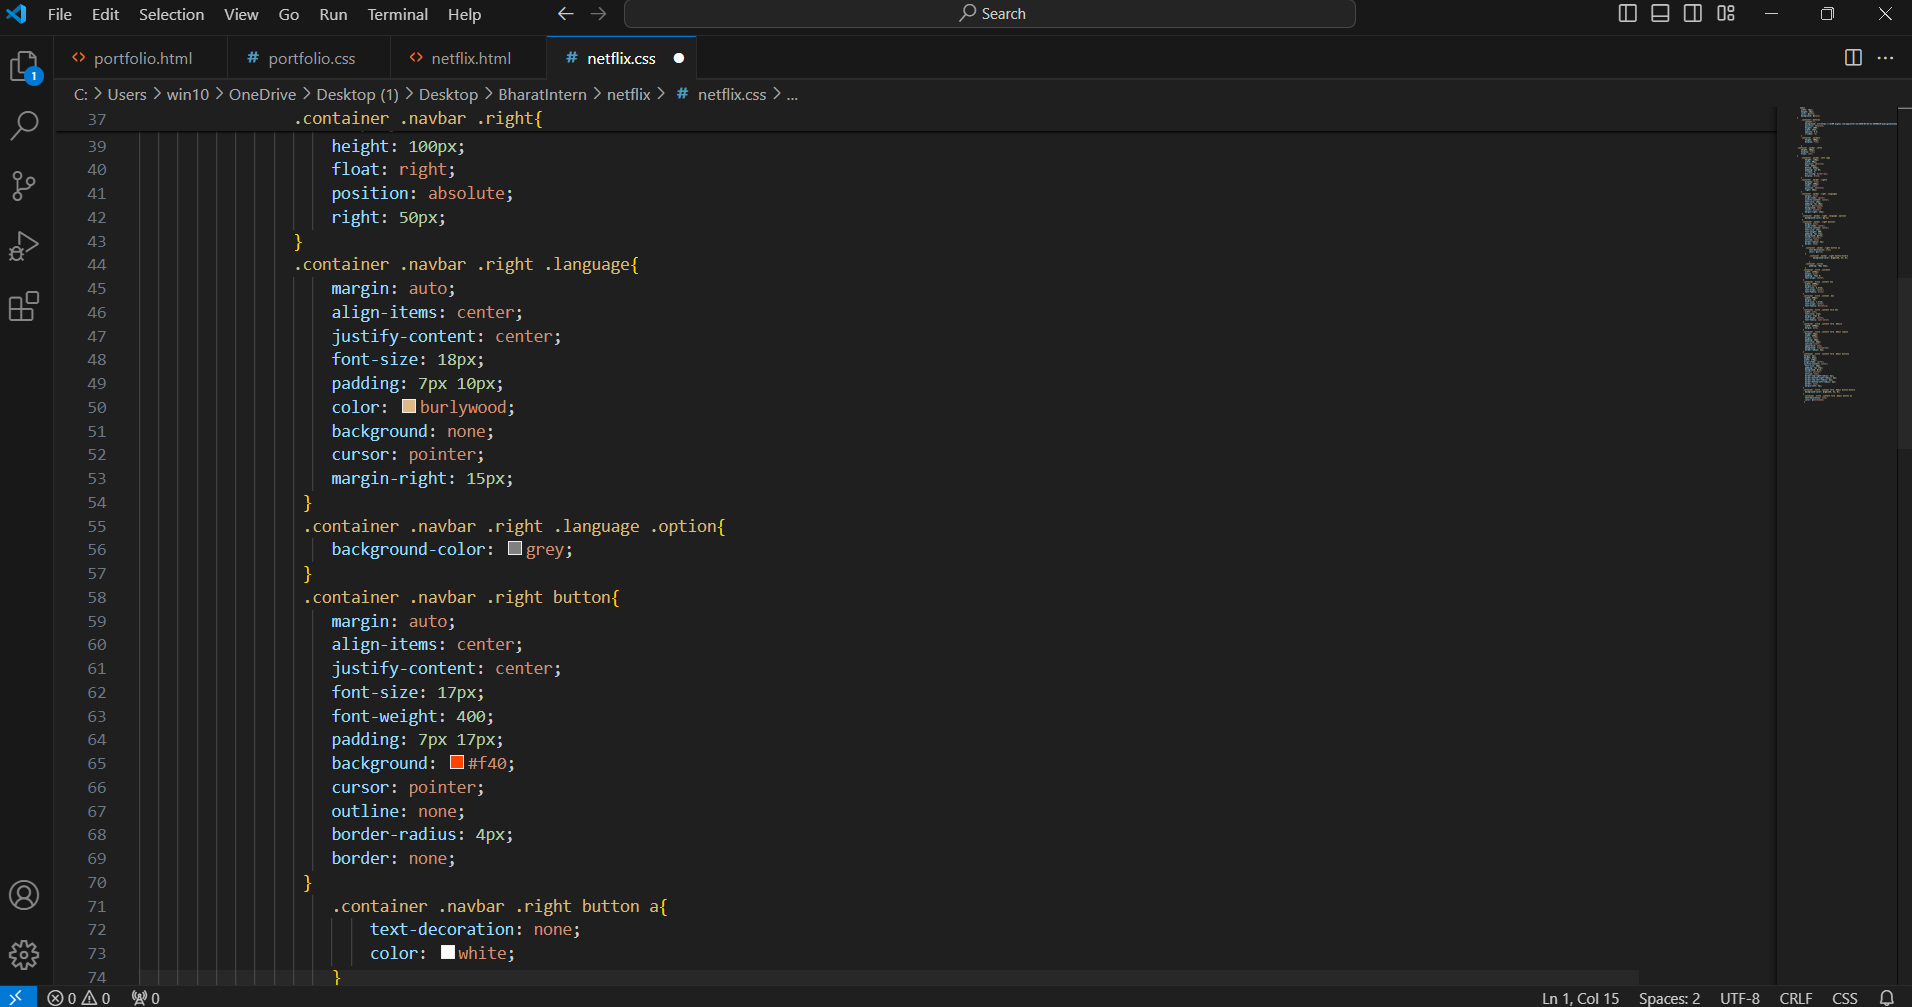 File Edit Selection View Go Run Terminal Help Search
portfolio.html # portfolio.css netflix.html # netflix.css
C: > Users > win10 > OneDrive > Desktop (1) > Desktop > BharatIntern > netflix > # netflix.css > ...
37 .container .navbar .right{
39 height: 100px;
40 float: right;
41 position: absolute;
42 right: 50px;
43 }
44 .container .navbar .right .language{
45 margin: auto;
46 align-items: center;
47 justify-content: center;
48 font-size: 18px;
49 padding: 7px 10px;
50 color: burlywood;
51 background: none;
52 cursor: pointer;
53 margin-right: 15px;
54 }
55 .container .navbar .right .language .option{
56 background-color: grey;
57 }
58 .container .navbar .right button{
59 margin: auto;
60 align-items: center;
61 justify-content: center;
62 font-size: 17px;
63 font-weight: 400;
64 padding: 7px 17px;
65 background: #f40;
66 cursor: pointer;
67 outline: none;
68 border-radius: 4px;
69 border: none;
70 }
71 .container .navbar .right button a{
72 text-decoration: none;
73 color: white;
74 }
1
0 0 0 Ln 1, Col 15 Spaces: 2 UTF-8 CRLF CSS